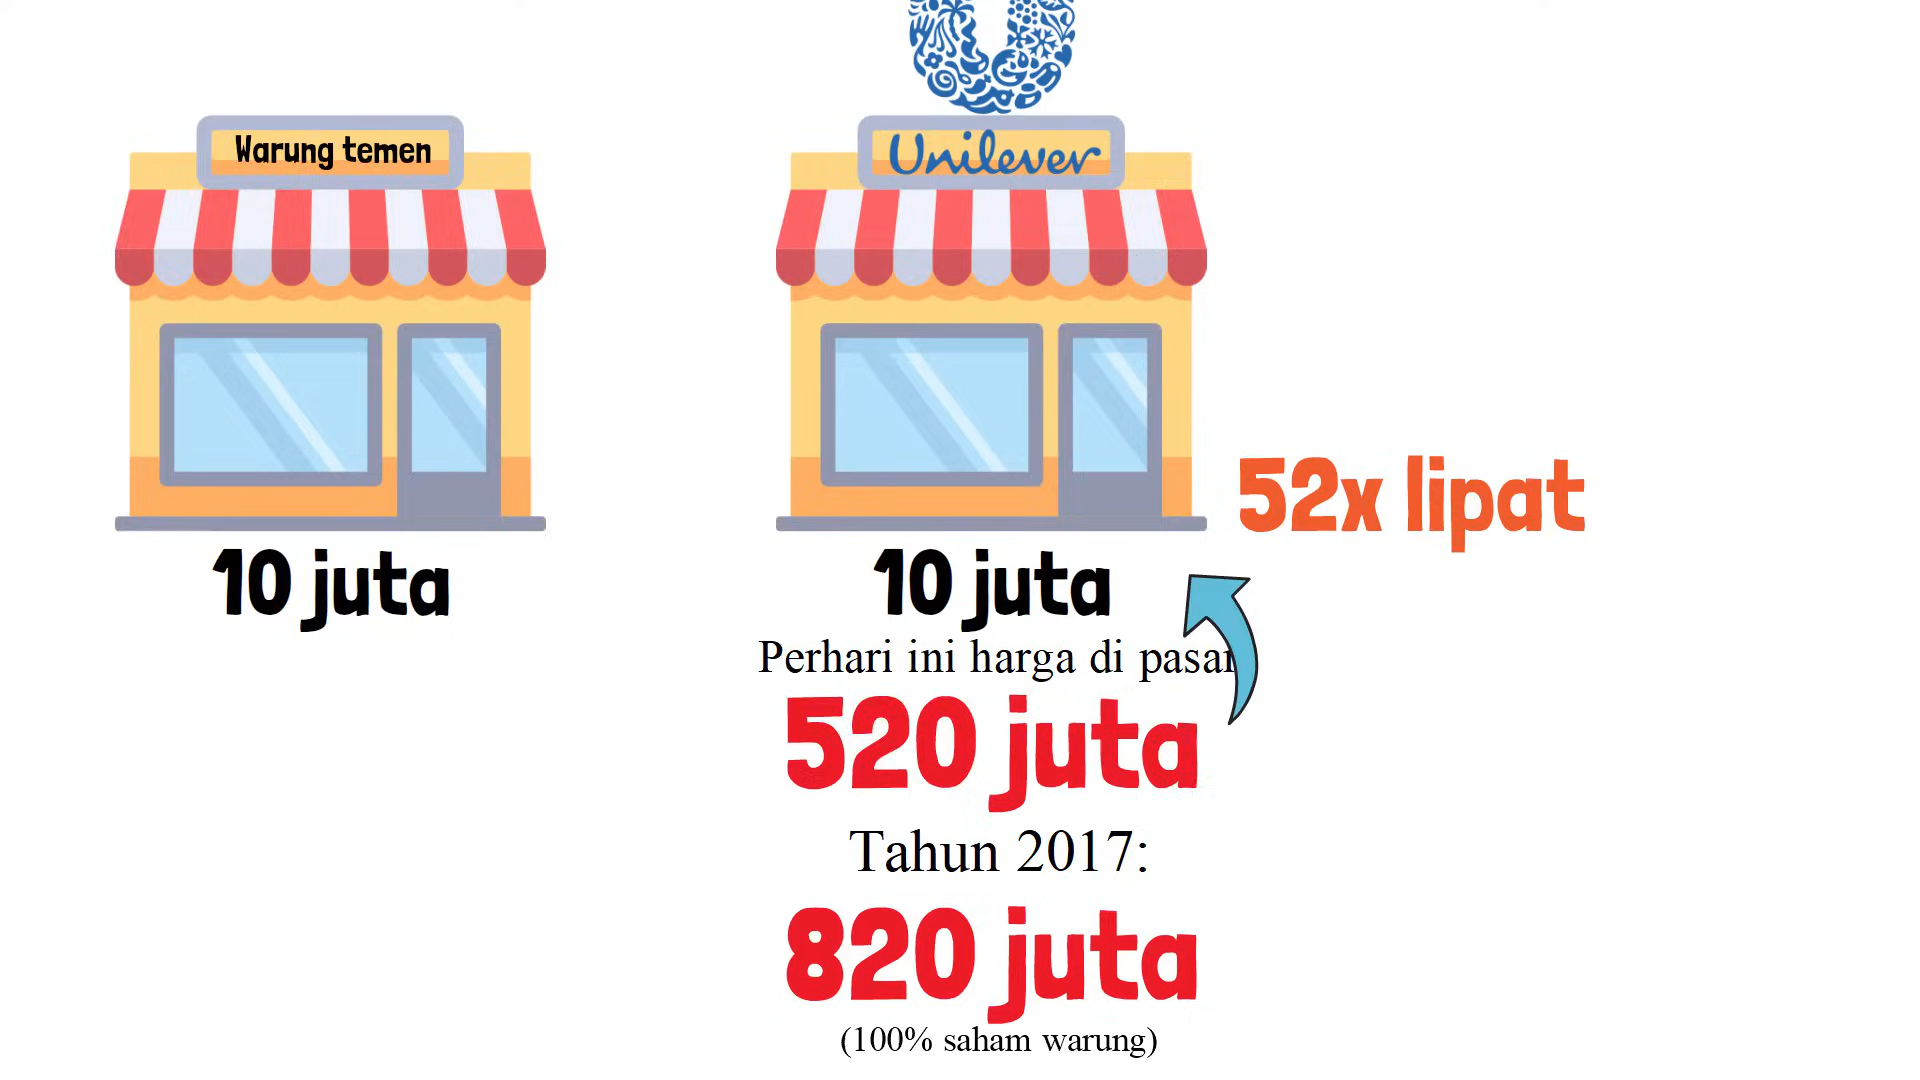 Warung temen
Unilever
52x lipat
10 juta
10 juta
Perhari ini harga di pasar
520 juta
Tahun 2017:
820 juta
(100% saham warung)